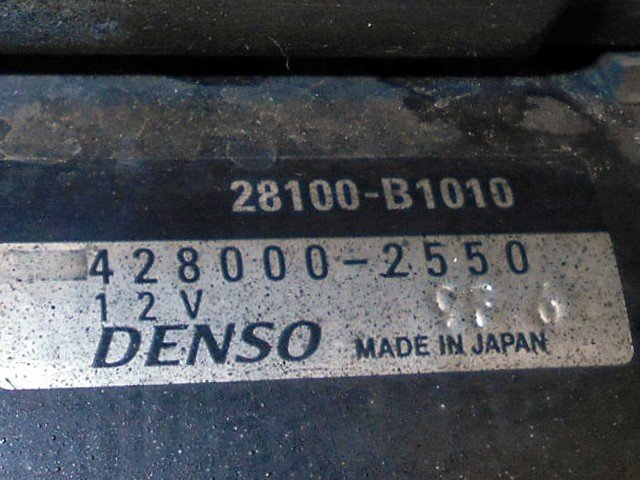 28100-B1010
428000-2550
12V
DENSO MADE IN JAPAN